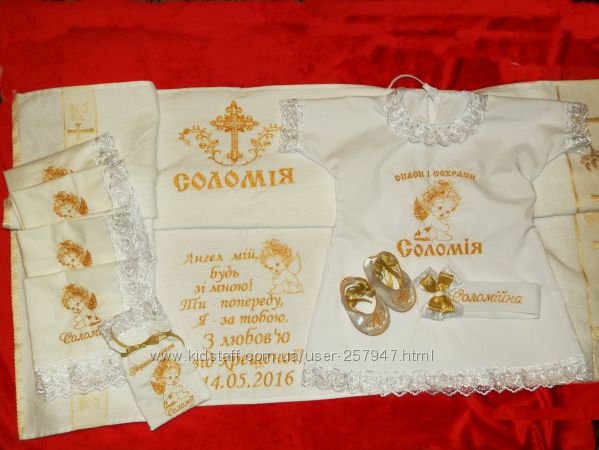 СОЛОМІЯ
СПАСИ І СОХРАНИ
Соломія
Ангел мій,
будь
зі мною!
Ти - попереду,
Я - за тобою.
З любов'ю
14.05.2016
Соломійка
Соломія
www.kidstaff.com.ua/user-257947.html